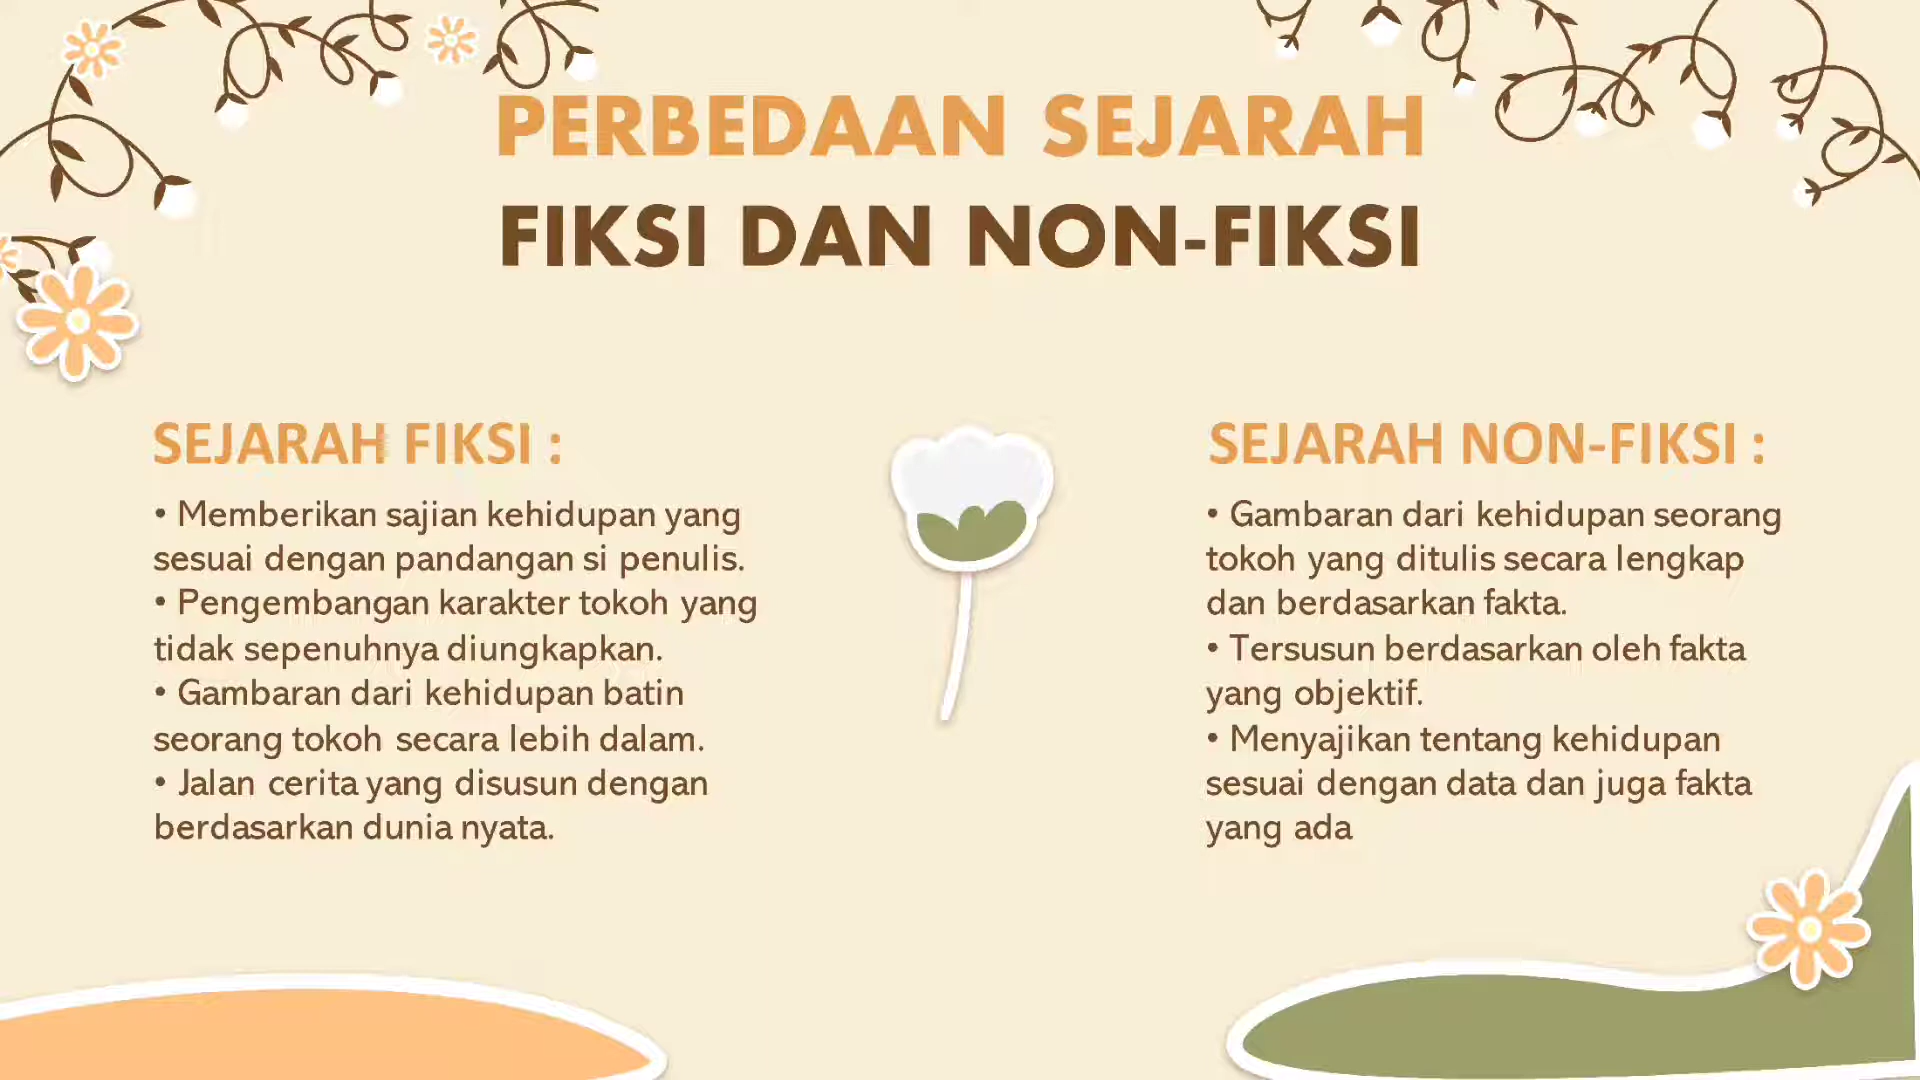 PERBEDAAN SEJARAH
FIKSI DAN NON-FIKSI
SEJARAH FIKSI :
• Memberikan sajian kehidupan yang
sesuai dengan pandangan si penulis.
• Pengembangan karakter tokoh yang
tidak sepenuhnya diungkapkan.
• Gambaran dari kehidupan batin
seorang tokoh secara lebih dalam.
• Jalan cerita yang disusun dengan
berdasarkan dunia nyata.
SEJARAH NON-FIKSI :
• Gambaran dari kehidupan seorang
tokoh yang ditulis secara lengkap
dan berdasarkan fakta.
• Tersusun berdasarkan oleh fakta
yang objektif.
• Menyajikan tentang kehidupan
sesuai dengan data dan juga fakta
yang ada